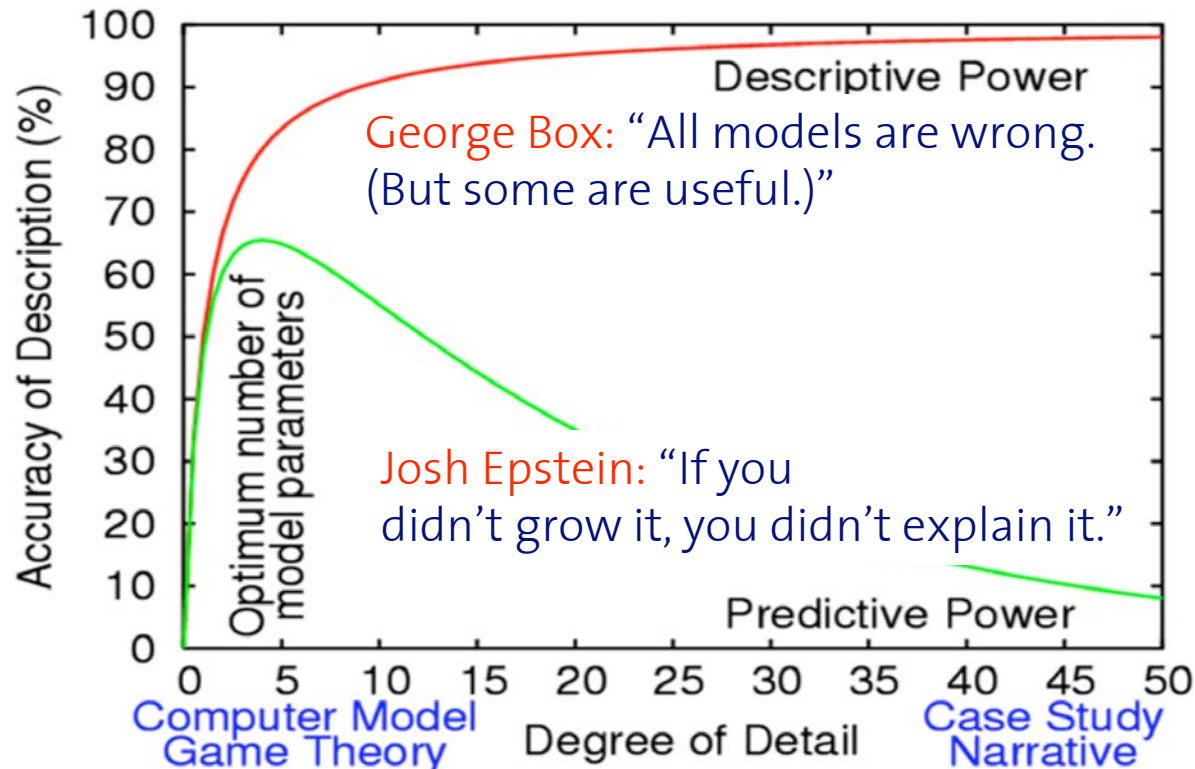 100
90
80
70
60
50
40
30
20
10
0
Accuracy of Description (%)
Descriptive Power
George Box: “All models are wrong.
(But some are useful.)”
Optimum number of
model parameters
Josh Epstein: “If you
didn’t grow it, you didn’t explain it.”
Predictive Power
0 5 10 15 20 25 30 35 40 45 50
Computer Model
Game Theory
Degree of Detail
Case Study
Narrative